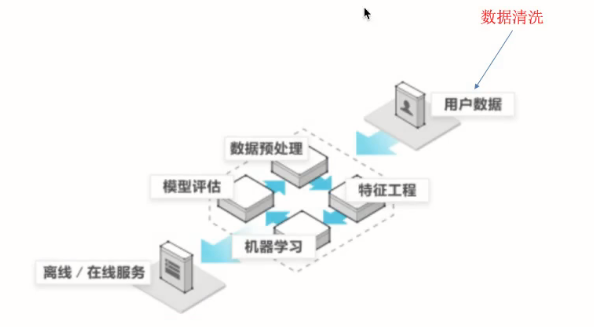 数据清洗
用户数据
数据预处理
模型评估
特征工程
机器学习
离线 / 在线服务